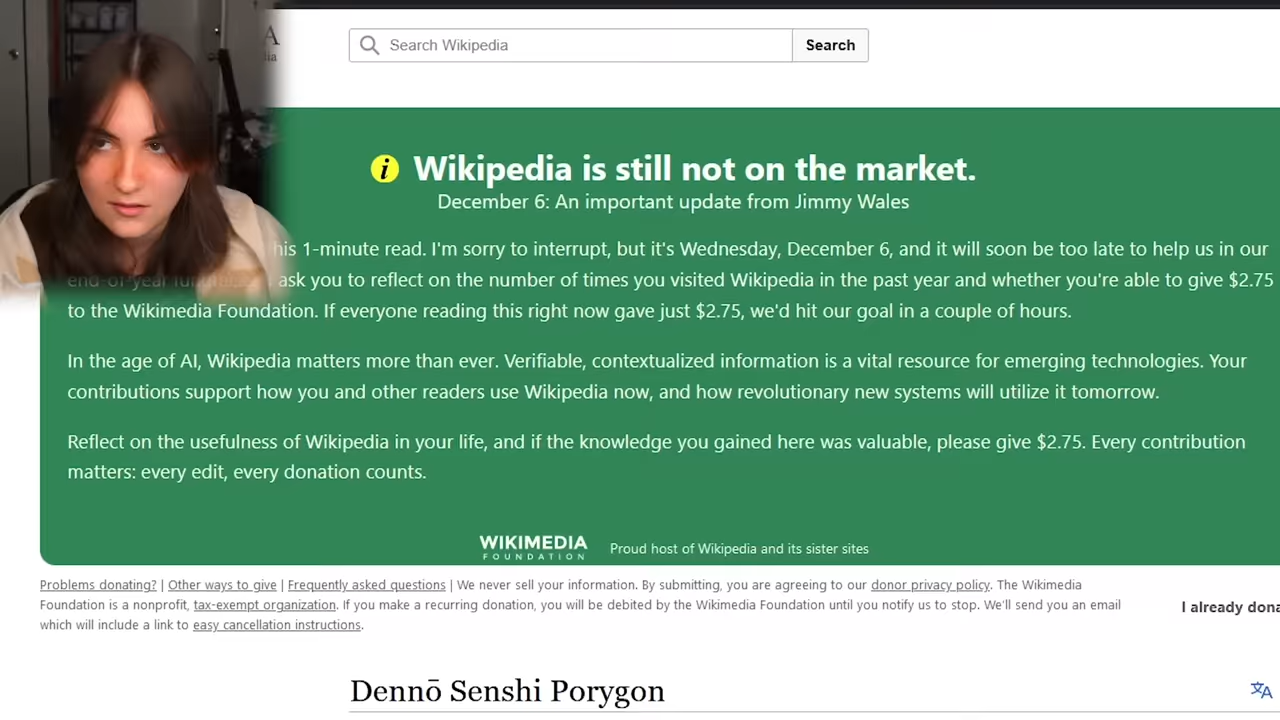 A
ia
Search Wikipedia
Search
i
Wikipedia is still not on the market.
December 6: An important update from Jimmy Wales
his 1-minute read. I'm sorry to interrupt, but it's Wednesday, December 6, and it will soon be too late to help us in our
end-of-year ask you to reflect on the number of times you visited Wikipedia in the past year and whether you're able to give $2.75
to the Wikimedia Foundation. If everyone reading this right now gave just $2.75, we'd hit our goal in a couple of hours.
In the age of AI, Wikipedia matters more than ever. Verifiable, contextualized information is a vital resource for emerging technologies. Your
contributions support how you and other readers use Wikipedia now, and how revolutionary new systems will utilize it tomorrow.
Reflect on the usefulness of Wikipedia in your life, and if the knowledge you gained here was valuable, please give $2.75. Every contribution
matters: every edit, every donation counts.
WIKIMEDIA
FOUNDATION
Proud host of Wikipedia and its sister sites
Problems donating? | Other ways to give | Frequently asked questions | We never sell your information. By submitting, you are agreeing to our donor privacy policy. The Wikimedia
Foundation is a nonprofit, tax-exempt organization. If you make a recurring donation, you will be debited by the Wikimedia Foundation until you notify us to stop. We'll send you an email
which will include a link to easy cancellation instructions.
I already dona
Dennō Senshi Porygon